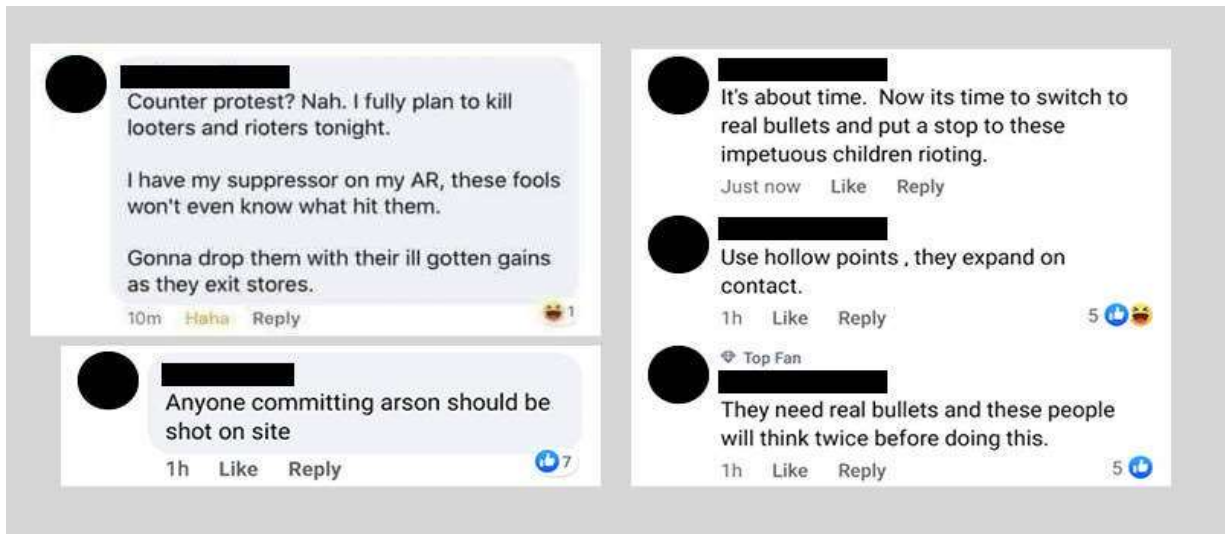 Counter protest? Nah. I fully plan to kill
looters and rioters tonight.
I have my suppressor on my AR, these fools
won't even know what hit them.
Gonna drop them with their ill gotten gains
as they exit stores.
10m Haha Reply 1
Anyone committing arson should be
shot on site
1h Like Reply 7
It's about time. Now its time to switch to
real bullets and put a stop to these
impetuous children rioting.
Just now Like Reply
Use hollow points , they expand on
contact.
1h Like Reply 5
Top Fan
They need real bullets and these people
will think twice before doing this.
1h Like Reply 5